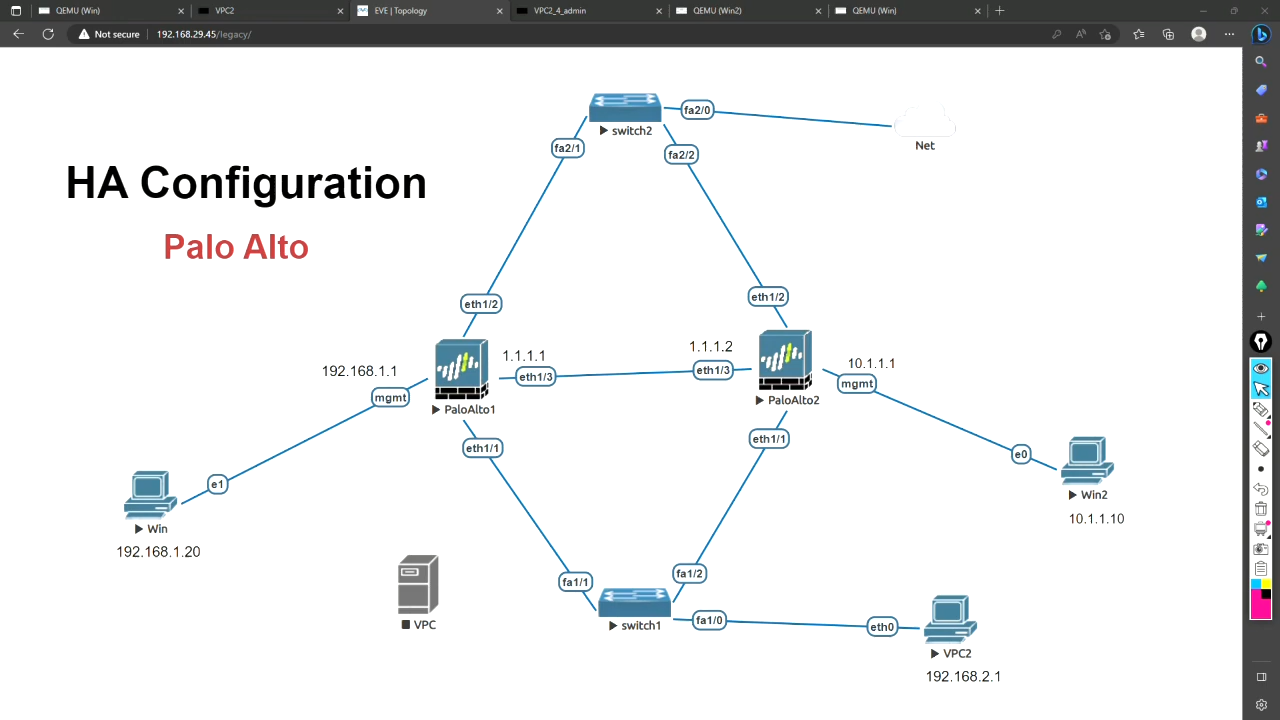 QEMU (Win)
VPC2
EVE | Topology
VPC2_4_admin
QEMU (Win2)
QEMU (Win)
Not secure
192.168.29.45/legacy/
switch2
fa2/0
Net
fa2/1
fa2/2
HA Configuration
Palo Alto
eth1/2
eth1/2
1.1.1.1
1.1.1.2
192.168.1.1
10.1.1.1
eth1/3
eth1/3
mgmt
mgmt
PaloAlto1
PaloAlto2
eth1/1
eth1/1
e1
e0
Win
Win2
192.168.1.20
10.1.1.10
fa1/1
fa1/2
VPC
switch1
fa1/0
eth0
VPC2
192.168.2.1